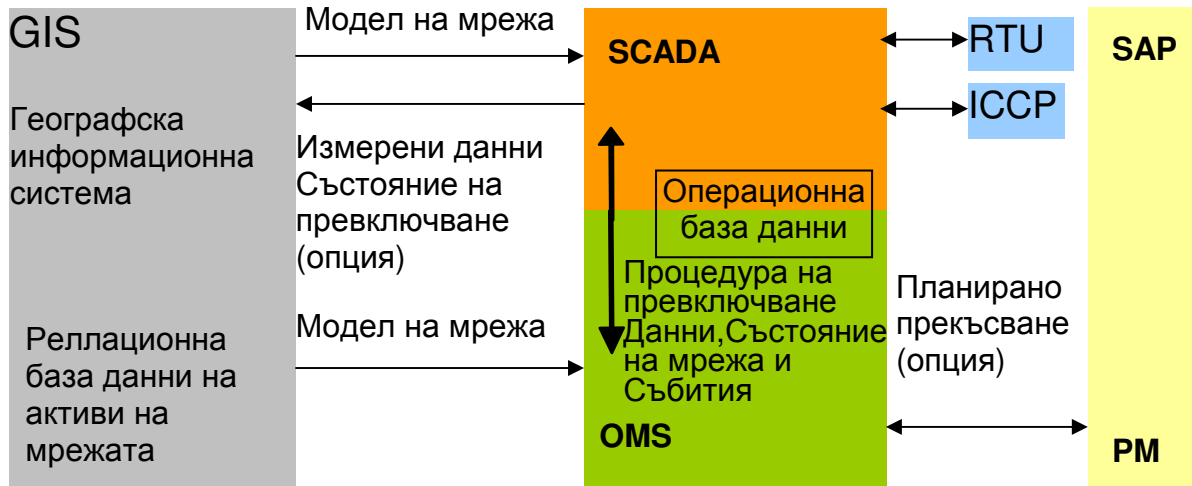 GIS
Географска
информационна
система
Реллационна
база данни на
активи на
мрежата
Модел на мрежа
Измерени данни
Състояние на
превключване
(опция)
Модел на мрежа
SCADA
Операционна
база данни
Процедура на
превключване
Данни,Състояние
на мрежа и
Събития
OMS
RTU
ICCP
Планирано
прекъсване
(опция)
SAP
PM